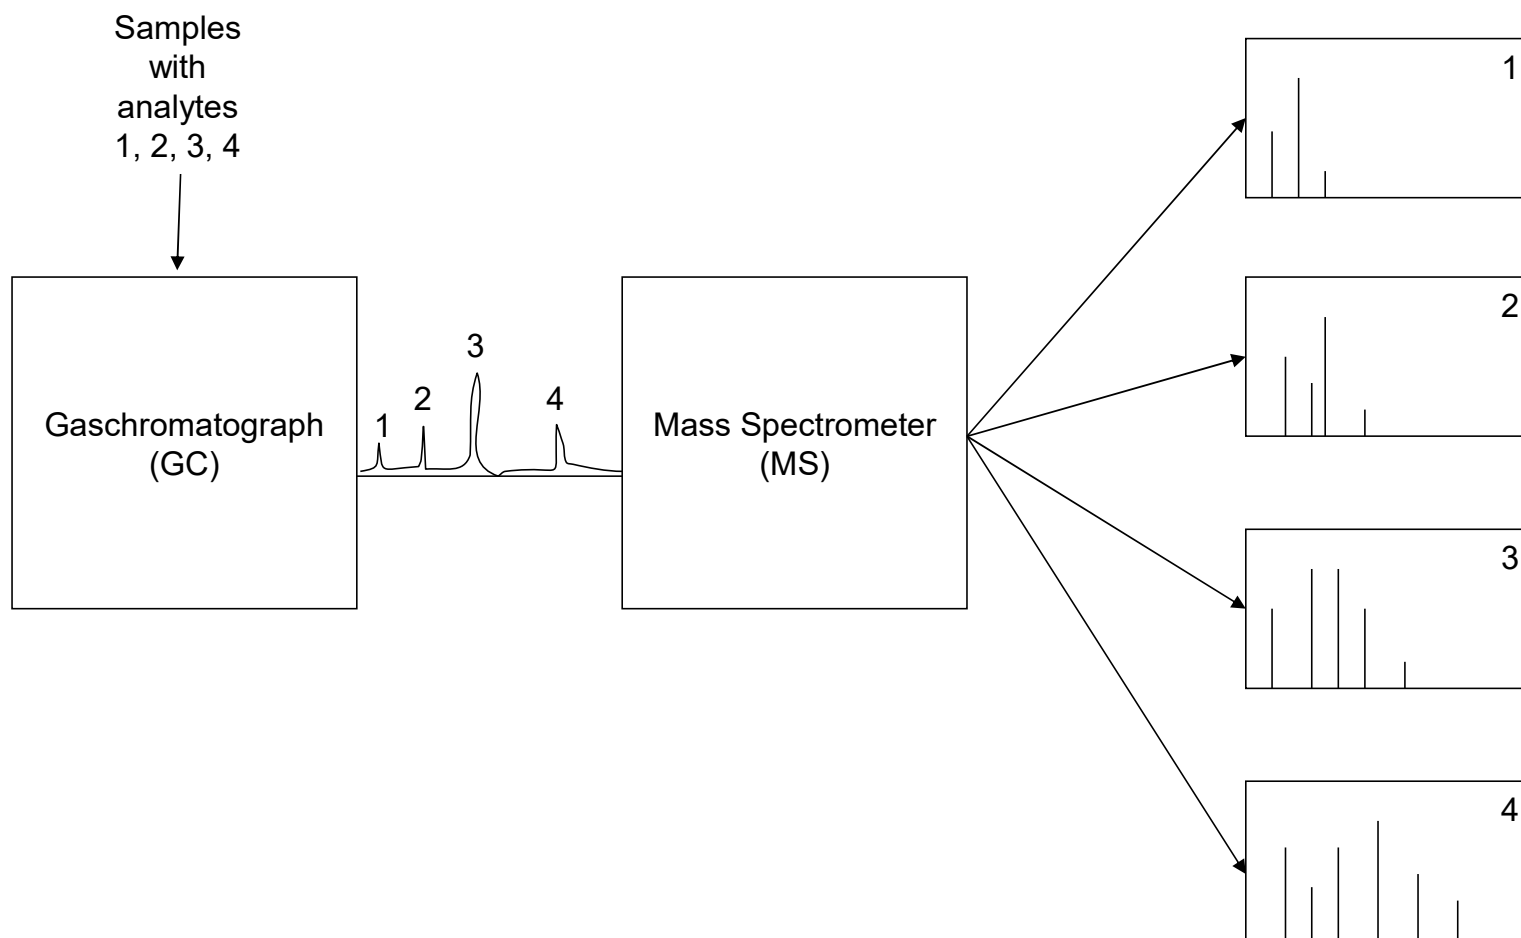 Samples
with
analytes
1, 2, 3, 4
Gaschromatograph
(GC)
1
2
3
4
Mass Spectrometer
(MS)
1
2
3
4